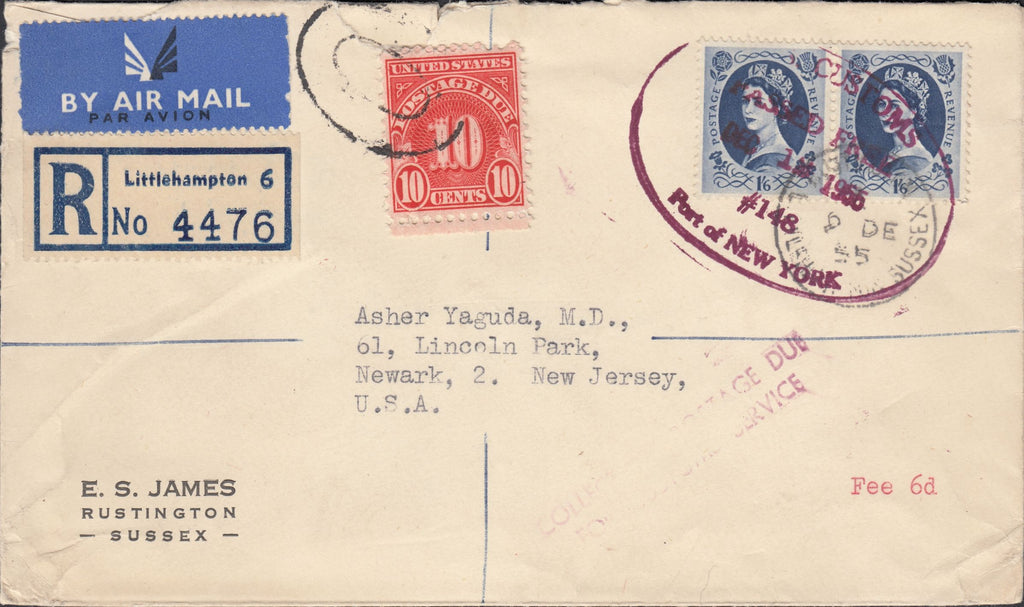 BY AIR MAIL
PAR AVION
R
Littlehampton 6
No 4476
UNITED STATES
POSTAGE DUE
10
10 CENTS 10
POSTAGE REVENUE
1/6
POSTAGE REVENUE
1/6
CUSTOMS
PASSED FREE
#148
Port of NEW YORK
DE
SUSSEX
Asher Yaguda, M.D.,
61, Lincoln Park,
Newark, 2. New Jersey,
U.S.A.
POSTAGE DUE
SERVICE
E. S. JAMES
RUSTINGTON
— SUSSEX —
Fee 6d